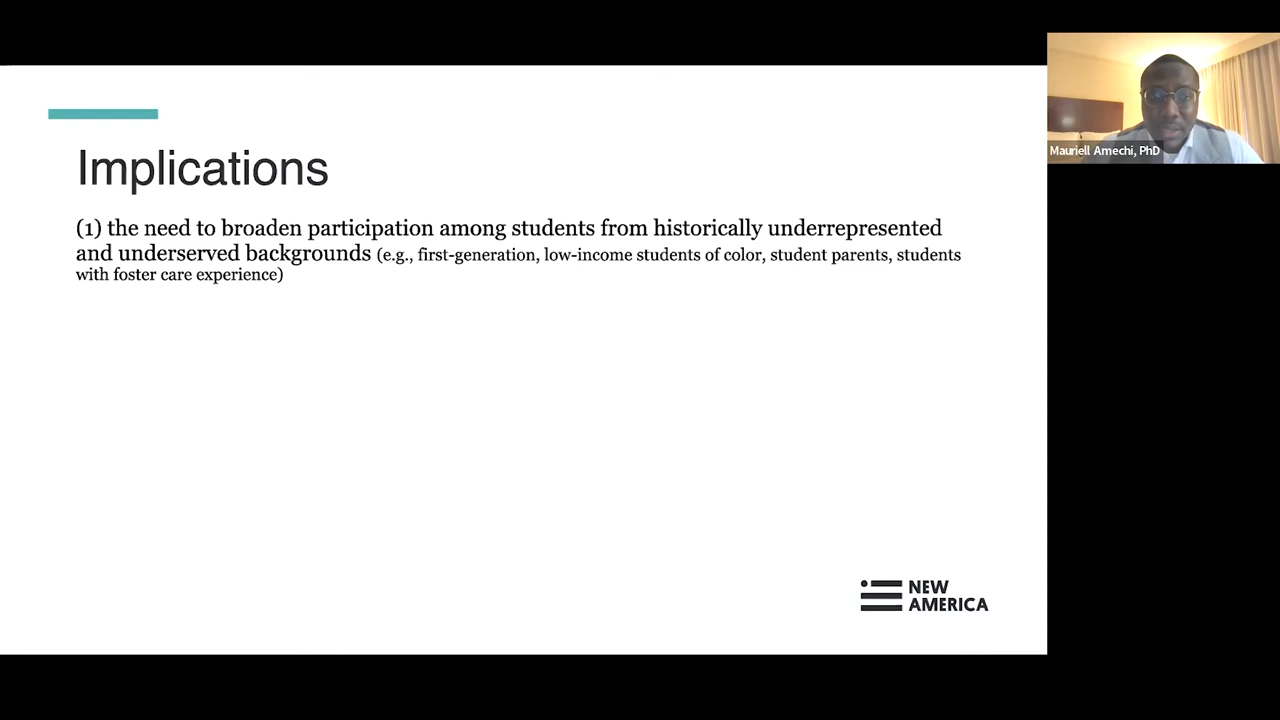 Implications
(1) the need to broaden participation among students from historically underrepresented
and underserved backgrounds (e.g., first-generation, low-income students of color, student parents, students
with foster care experience)
NEW
AMERICA
Mauriell Amechi, PhD